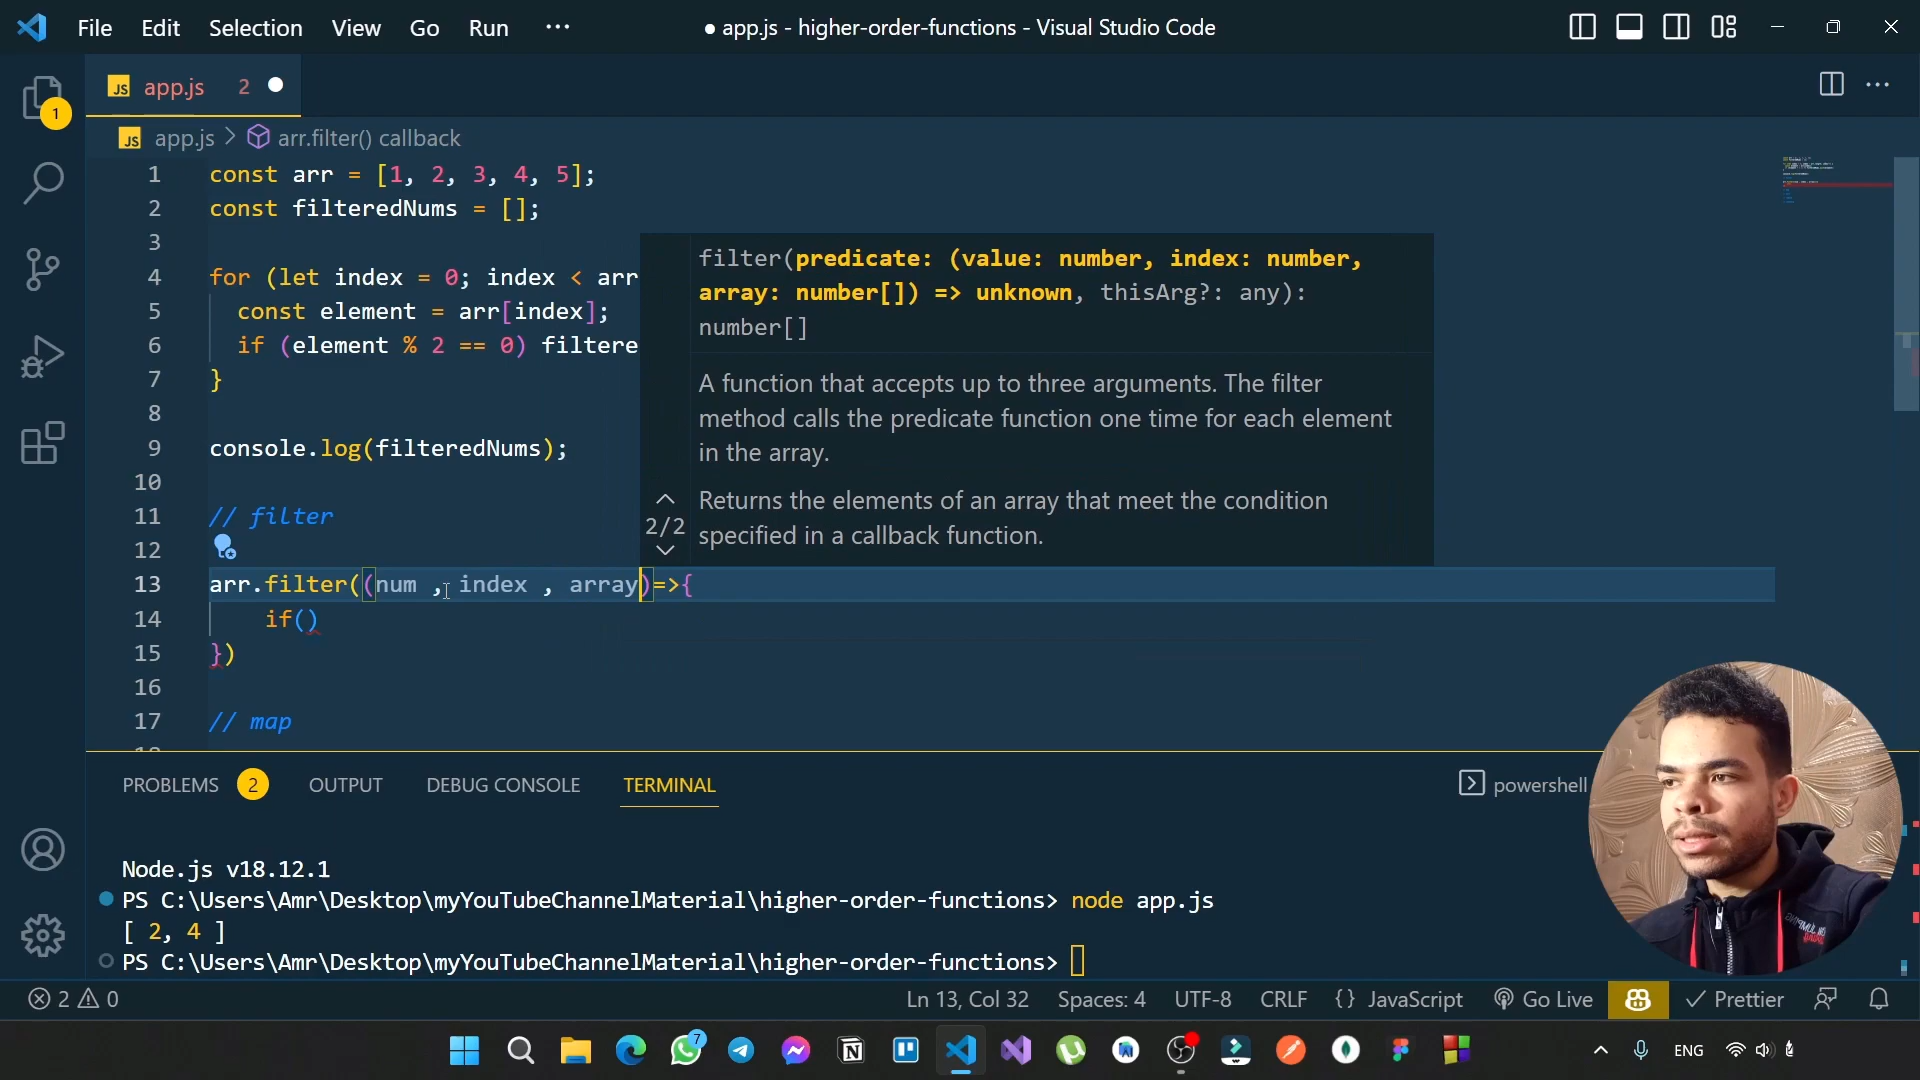 File Edit Selection View Go Run ···
● app.js - higher-order-functions - Visual Studio Code
JS app.js 2
1
JS app.js > arr.filter() callback
1 const arr = [1, 2, 3, 4, 5];
2 const filteredNums = [];
3
4 for (let index = 0; index < arr
5 const element = arr[index];
6 if (element % 2 == 0) filtere
7 }
8
9 console.log(filteredNums);
10
11 // filter
12
13 arr.filter((num , index , array)=>{
14 if()
15 })
16
17 // map
filter(predicate: (value: number, index: number,
array: number[]) => unknown, thisArg?: any):
number[]
A function that accepts up to three arguments. The filter
method calls the predicate function one time for each element
in the array.
Returns the elements of an array that meet the condition
2/2
specified in a callback function.
PROBLEMS 2 OUTPUT DEBUG CONSOLE TERMINAL
powershell
Node.js v18.12.1
PS C:\Users\Amr\Desktop\myYouTubeChannelMaterial\higher-order-functions> node app.js
[ 2, 4 ]
PS C:\Users\Amr\Desktop\myYouTubeChannelMaterial\higher-order-functions>
2 0
Ln 13, Col 32 Spaces: 4 UTF-8 CRLF {} JavaScript Go Live Prettier
7
ENG